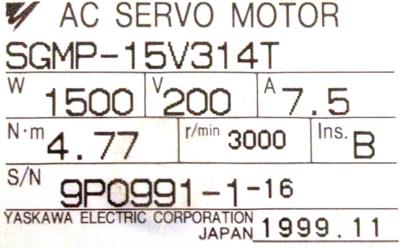 AC SERVO MOTOR
SGMP-15V314T
W 1500 V 200 A 7.5
N·m 4.77 r/min 3000 Ins. B
S/N 9P0991-1-16
YASKAWA ELECTRIC CORPORATION
JAPAN 1999.11